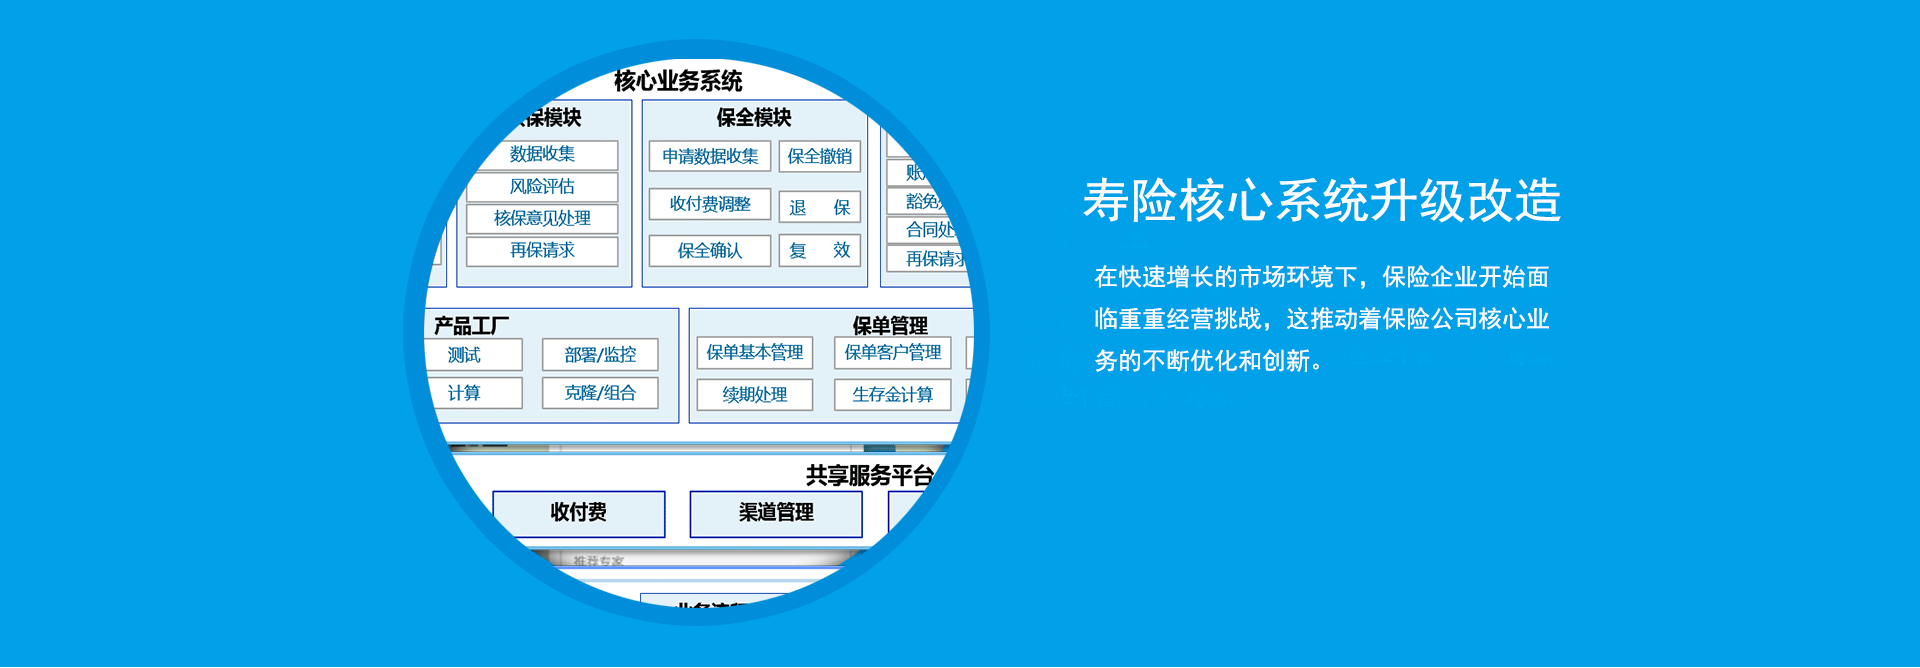 核心业务系统
保模块
数据收集
风险评估
核保意见处理
再保请求
保全模块
申请数据收集
保全撤销
收付费调整
退 保
保全确认
复 效
账
豁免
合同处
再保请求
产品工厂
测试
部署/监控
计算
克隆/组合
保单管理
保单基本管理
保单客户管理
续期处理
生存金计算
共享服务平台
收付费
渠道管理
推荐专家
寿险核心系统升级改造
在快速增长的市场环境下，保险企业开始面
临重重经营挑战，这推动着保险公司核心业
务的不断优化和创新。